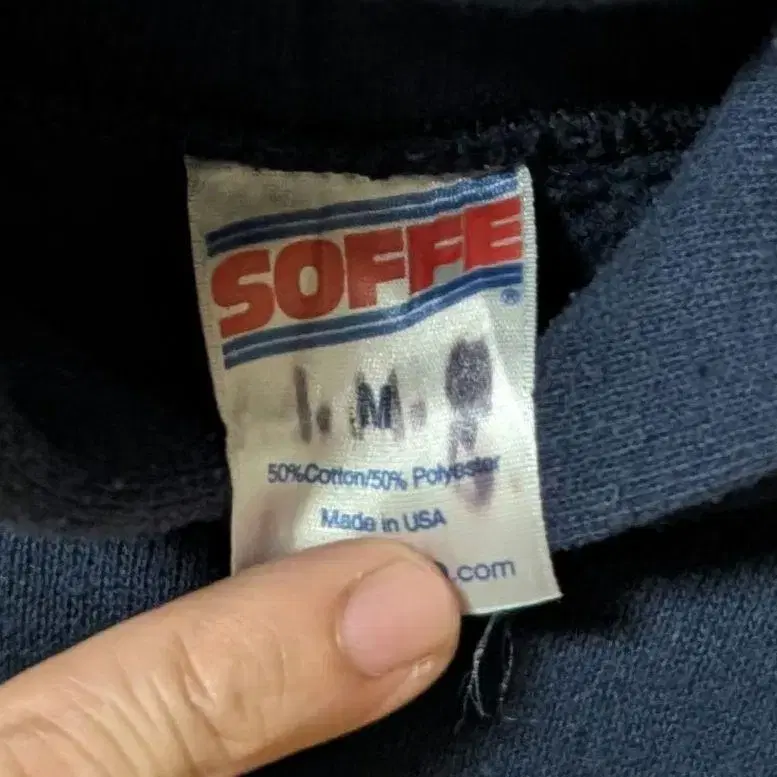 SOFFE
®
M
50%Cotton/50% Polyester
Made in USA
.com